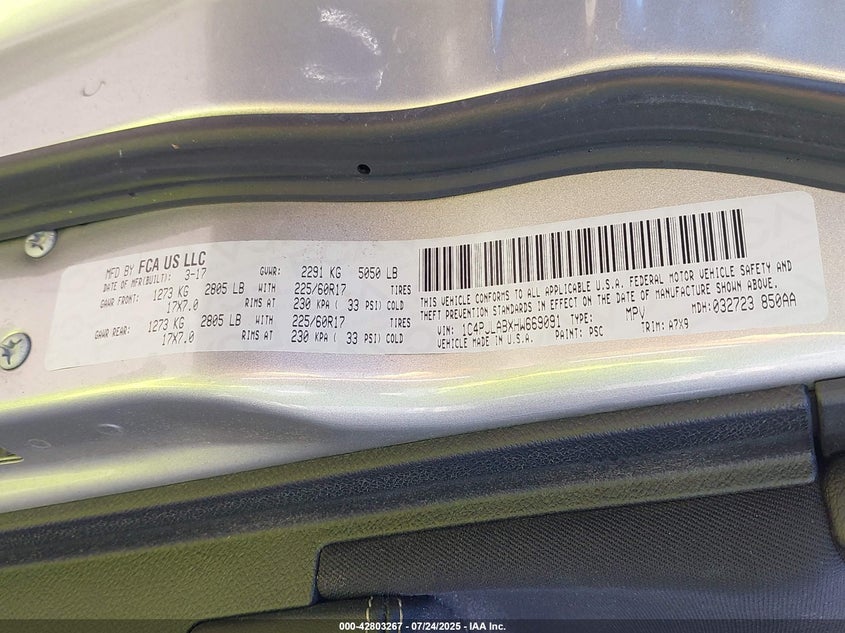 MFD BY FCA US LLC
DATE OF MFR(BUILT): 3-17 GVWR: 2291 KG 5050 LB
GAWR FRONT: 1273 KG 2805 LB WITH 225/60R17 TIRES
17X7.0 RIMS AT 230 KPA ( 33 PSI) COLD
GAWR REAR: 1273 KG 2805 LB WITH 225/60R17 TIRES
17X7.0 RIMS AT 230 KPA ( 33 PSI) COLD
THIS VEHICLE CONFORMS TO ALL APPLICABLE U.S.A. FEDERAL MOTOR VEHICLE SAFETY AND
THEFT PREVENTION STANDARDS IN EFFECT ON THE DATE OF MANUFACTURE SHOWN ABOVE.
VIN: 1C4PJLABXHW669091 TYPE: MPV MDH: 032723 850AA
VEHICLE MADE IN U.S.A. PAINT: PSC TRIM: A7X9
000-42803267 - 07/24/2025 - IAA Inc.